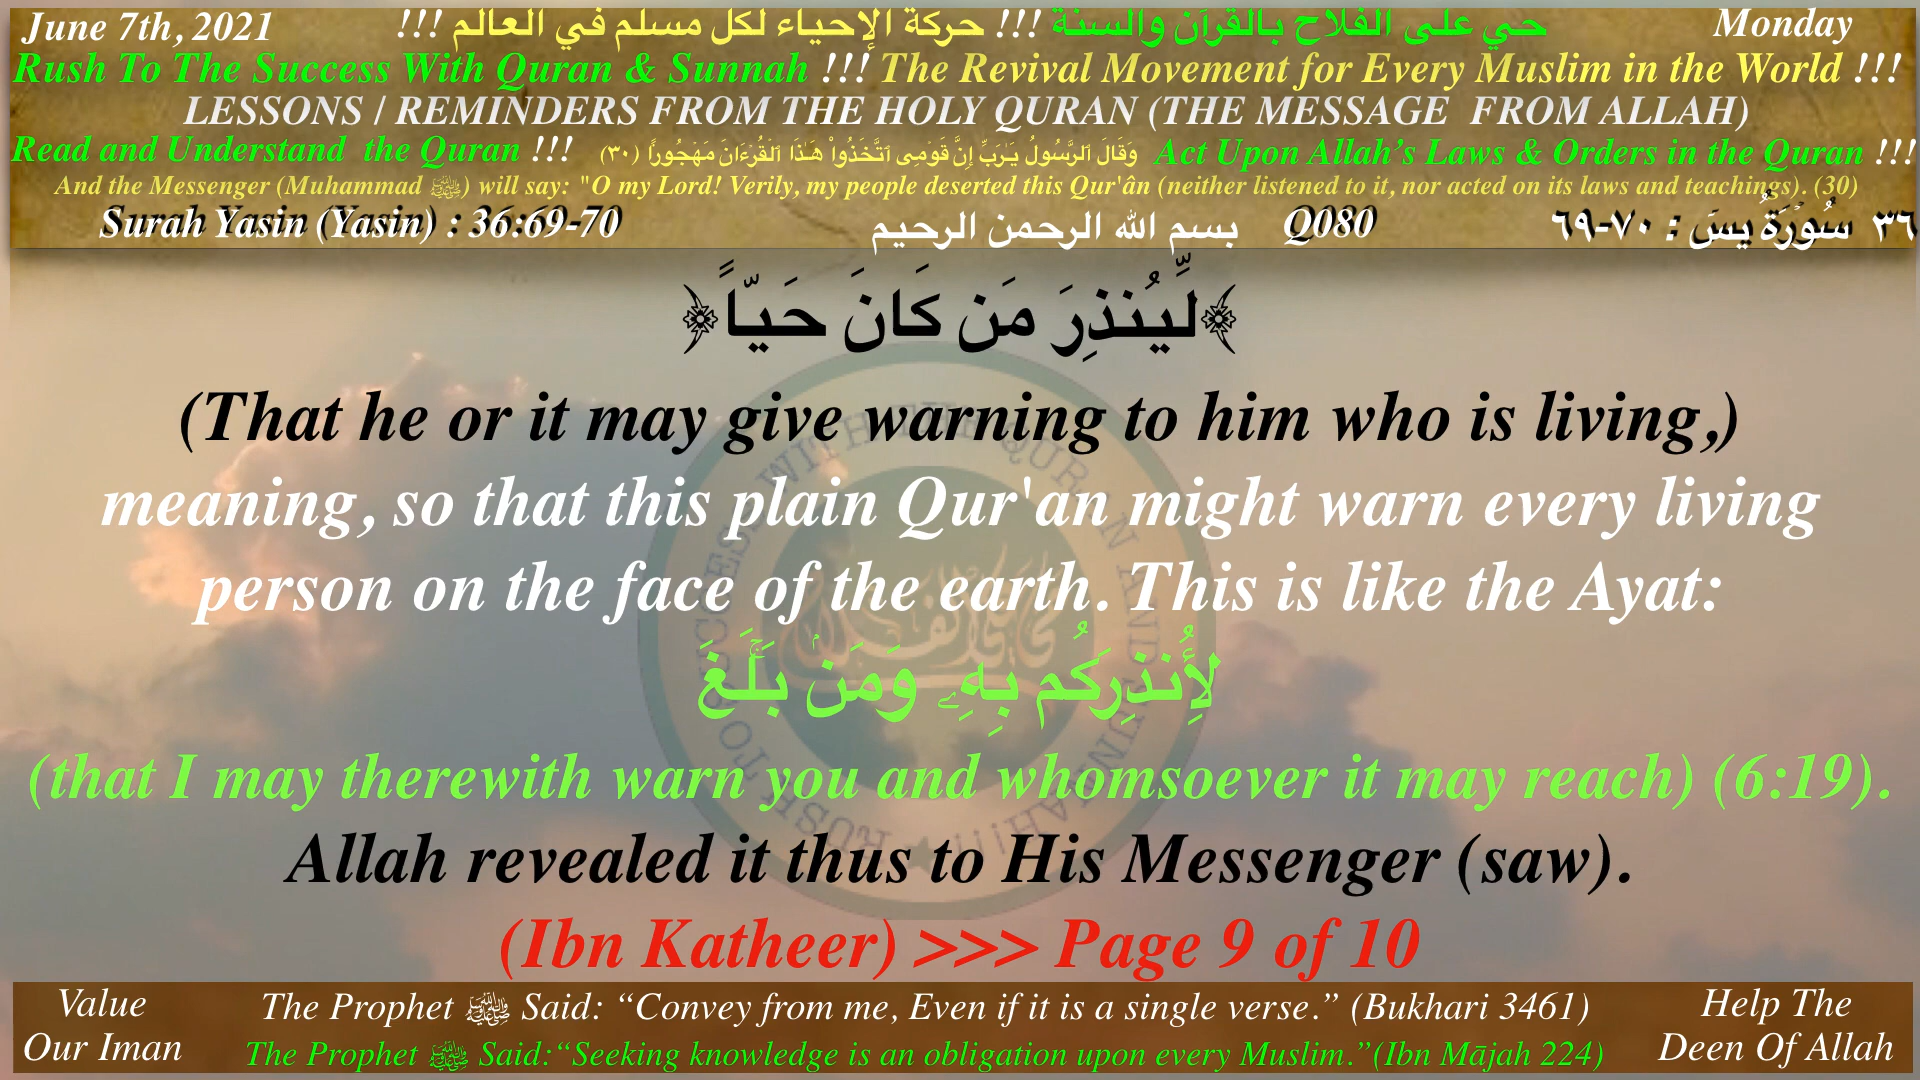 June 7th, 2021 !!! حي على الفلاح بالقرآن والسنة !!! حركة الإحياء لكل مسلم في العالم !!! Monday
Rush To The Success With Quran & Sunnah !!! The Revival Movement for Every Muslim in the World !!!
LESSONS / REMINDERS FROM THE HOLY QURAN (THE MESSAGE FROM ALLAH)
Read and Understand the Quran !!! وَقَالَ ٱلرَّسُولُ يَـٰرَبِّ إِنَّ قَوْمِى ٱتَّخَذُوا۟ هَـٰذَا ٱلْقُرْءَانَ مَهْجُورًا (٣٠) Act Upon Allah’s Laws & Orders in the Quran !!!
And the Messenger (Muhammad ﷺ) will say: "O my Lord! Verily, my people deserted this Qur'ân (neither listened to it, nor acted on its laws and teachings). (30)
Surah Yasin (Yasin) : 36:69-70 بسم الله الرحمن الرحيم Q080 ٣٦ سُوۡرَةُ یسٓ : ٧٠-٦٩
﴿لِّيُنذِرَ مَن كَانَ حَيّاً﴾
(That he or it may give warning to him who is living,)
meaning, so that this plain Qur'an might warn every living
person on the face of the earth. This is like the Ayat:
لِأُنذِرَكُم بِهِۦ وَمَنۢ بَلَغَۚ
(that I may therewith warn you and whomsoever it may reach) (6:19).
Allah revealed it thus to His Messenger (saw).
(Ibn Katheer) >>> Page 9 of 10
Value Our Iman
The Prophet ﷺ Said: “Convey from me, Even if it is a single verse.” (Bukhari 3461)
The Prophet ﷺ Said:“Seeking knowledge is an obligation upon every Muslim.”(Ibn Mājah 224)
Help The Deen Of Allah